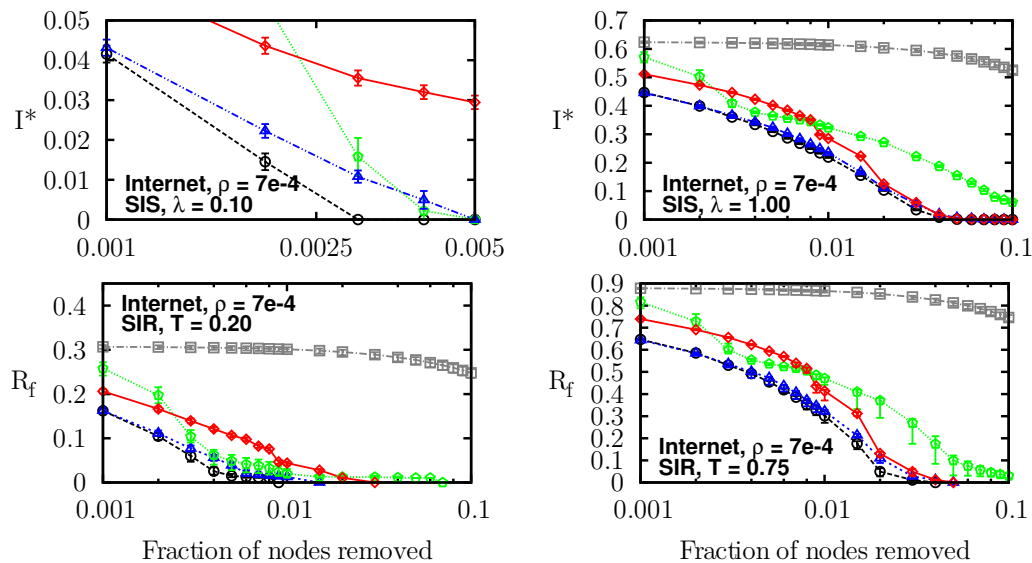 0.05
0.04
0.03
0.02
0.01
0
I*
Internet, ρ = 7e-4
SIS, λ = 0.10
0.001
0.0025
0.005
0.7
0.6
0.5
0.4
0.3
0.2
0.1
0
I*
Internet, ρ = 7e-4
SIS, λ = 1.00
0.001
0.01
0.1
0.4
0.3
0.2
0.1
0
R_f
Internet, ρ = 7e-4
SIR, T = 0.20
0.001
0.01
0.1
Fraction of nodes removed
0.9
0.8
0.7
0.6
0.5
0.4
0.3
0.2
0.1
0
R_f
Internet, ρ = 7e-4
SIR, T = 0.75
0.001
0.01
0.1
Fraction of nodes removed